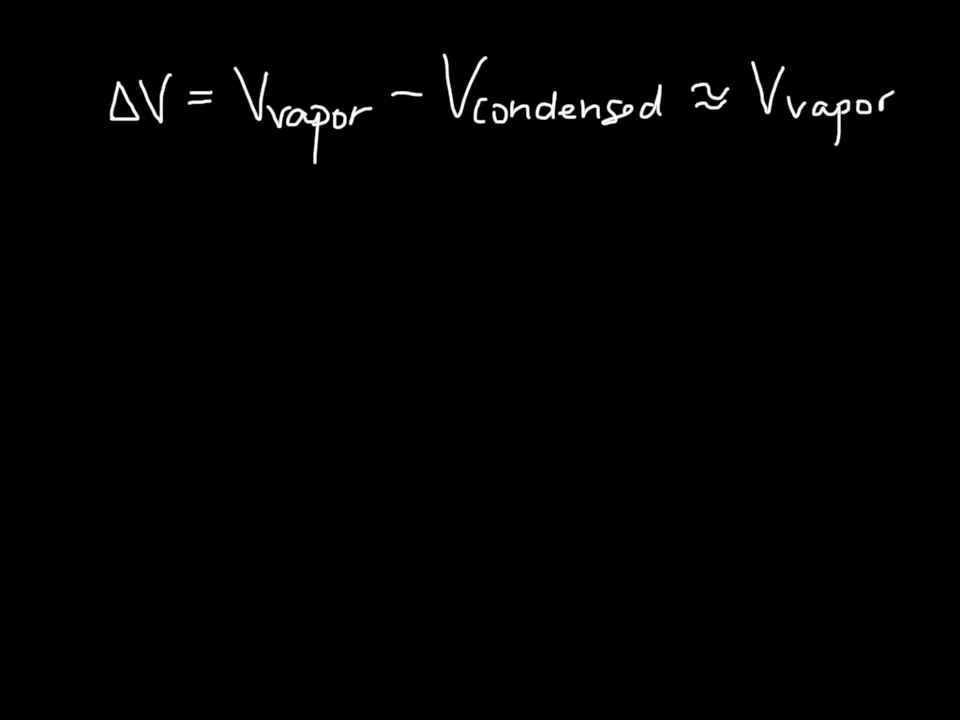 ΔV = Vvapor − Vcondensed ≈ Vvapor